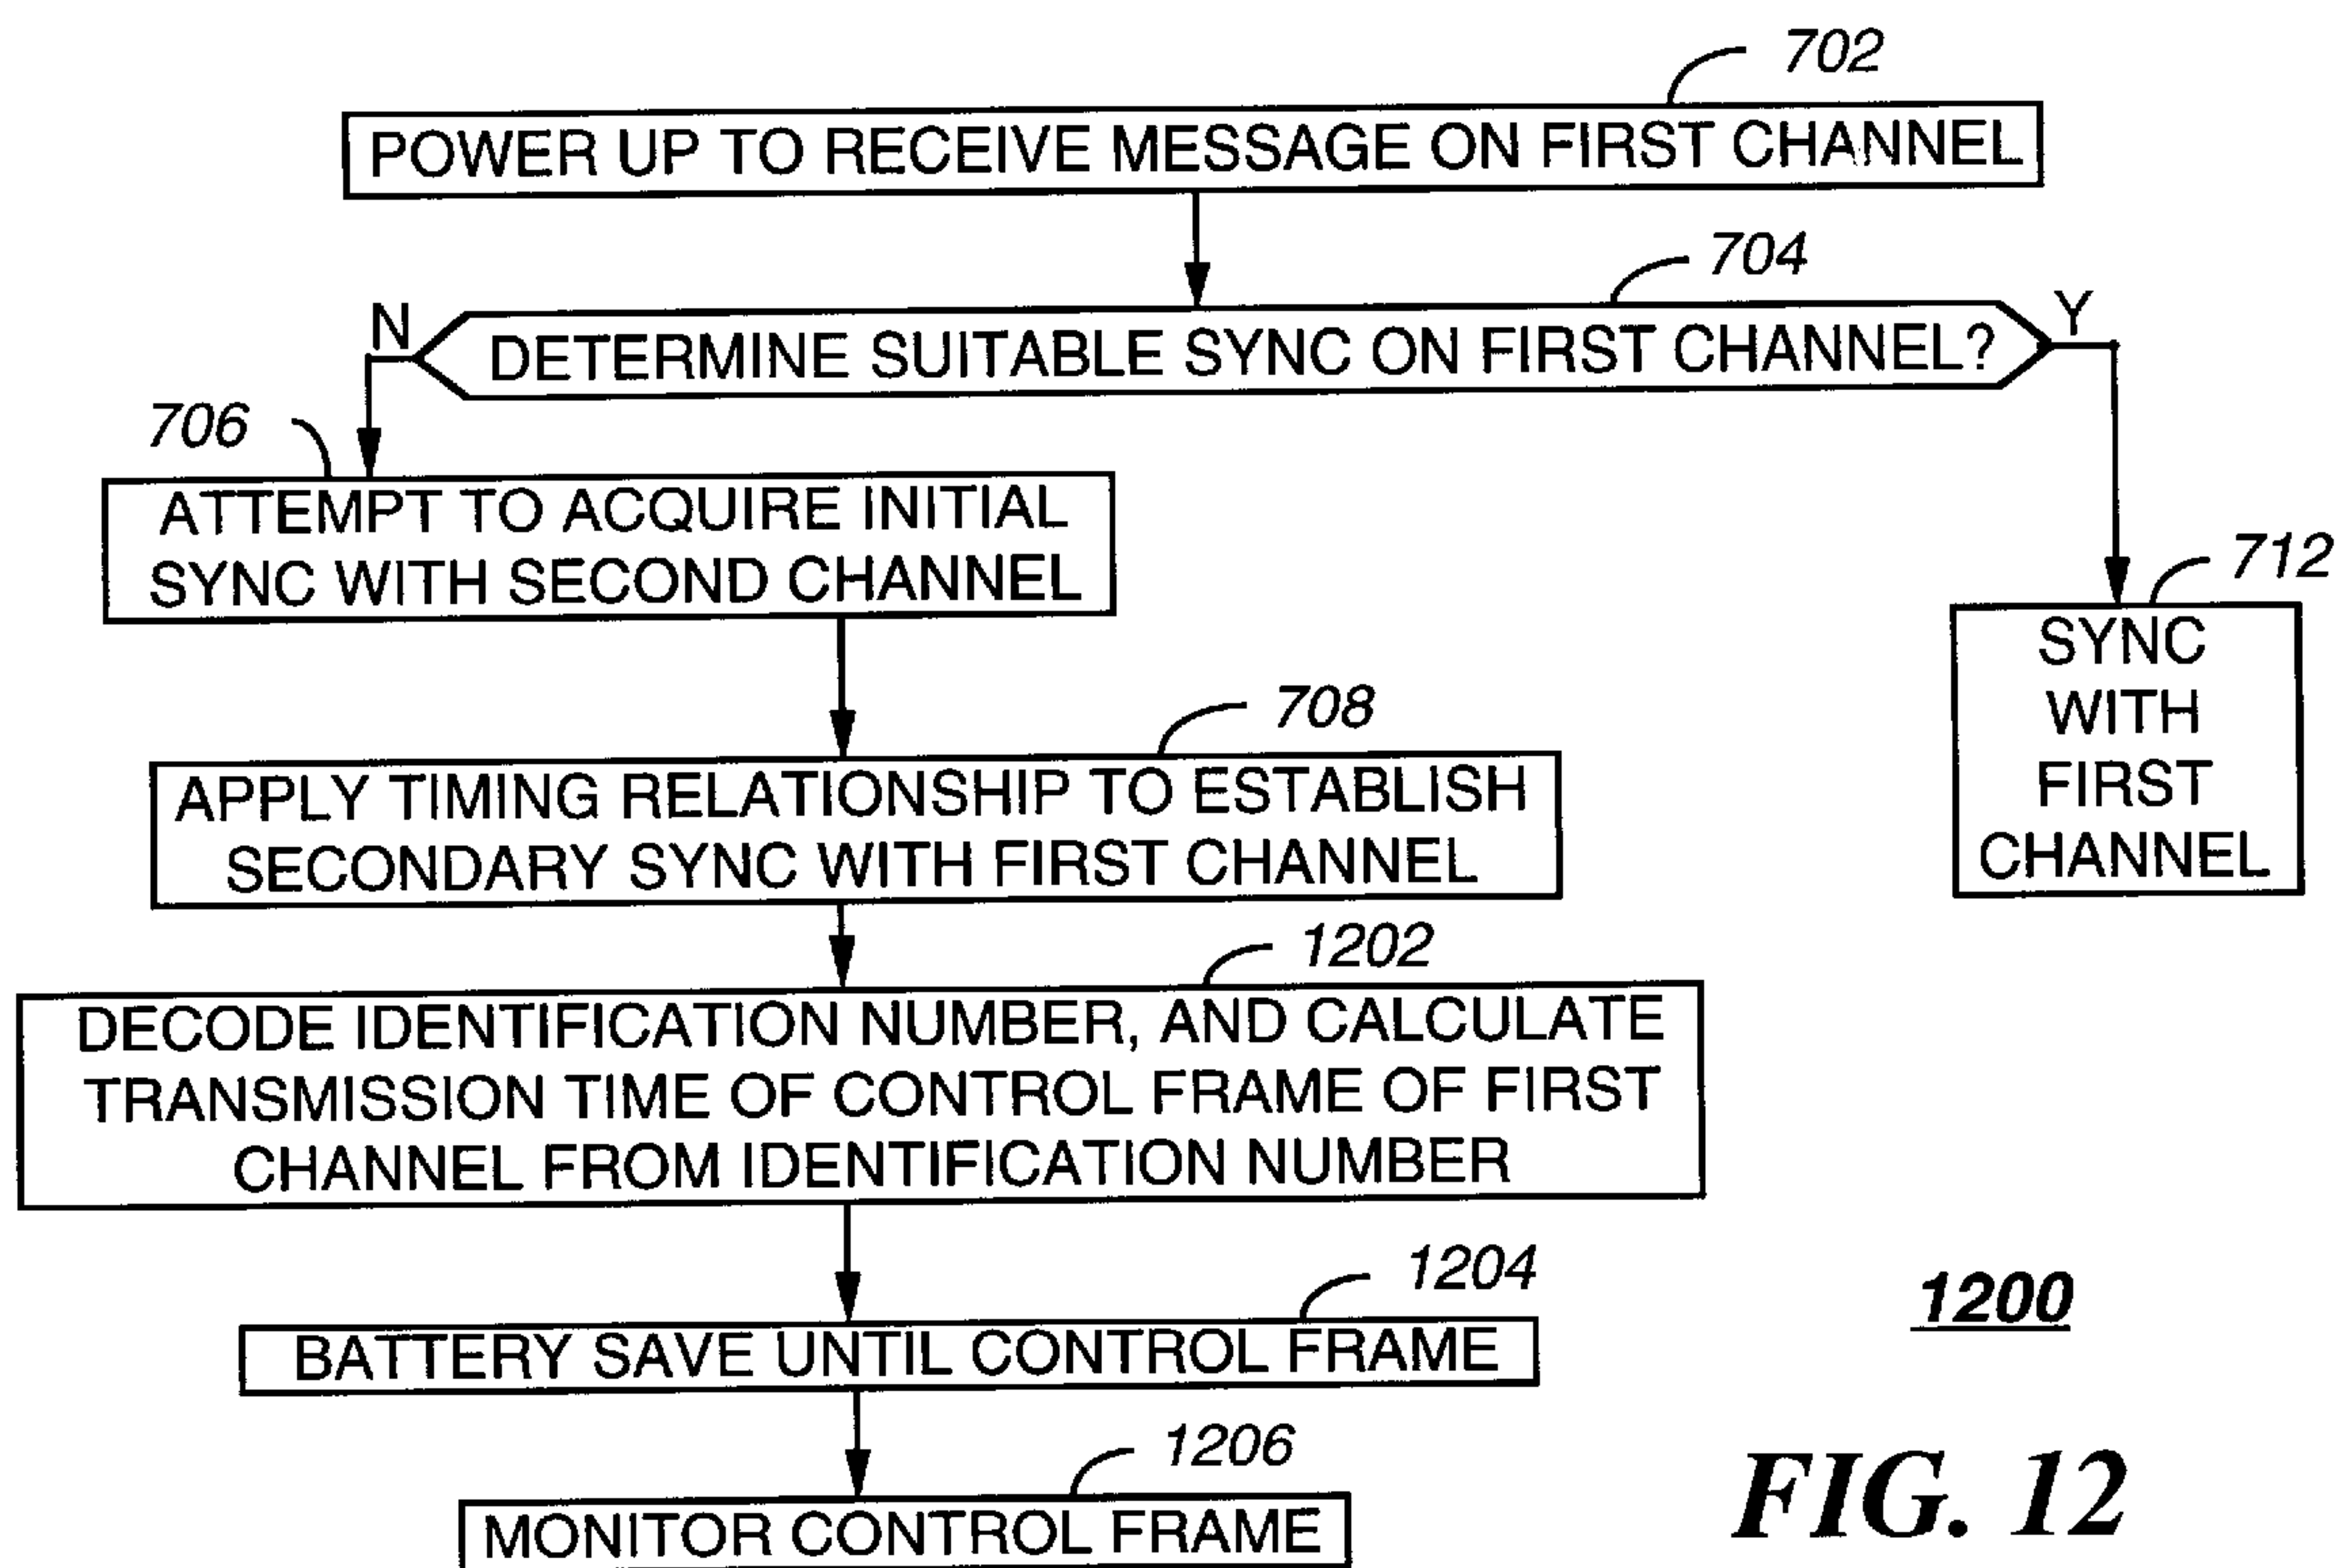 702
POWER UP TO RECEIVE MESSAGE ON FIRST CHANNEL
704
N
DETERMINE SUITABLE SYNC ON FIRST CHANNEL?
Y
706
ATTEMPT TO ACQUIRE INITIAL
SYNC WITH SECOND CHANNEL
712
SYNC
WITH
FIRST
CHANNEL
708
APPLY TIMING RELATIONSHIP TO ESTABLISH
SECONDARY SYNC WITH FIRST CHANNEL
1202
DECODE IDENTIFICATION NUMBER, AND CALCULATE
TRANSMISSION TIME OF CONTROL FRAME OF FIRST
CHANNEL FROM IDENTIFICATION NUMBER
1204
BATTERY SAVE UNTIL CONTROL FRAME
1200
1206
MONITOR CONTROL FRAME
FIG. 12